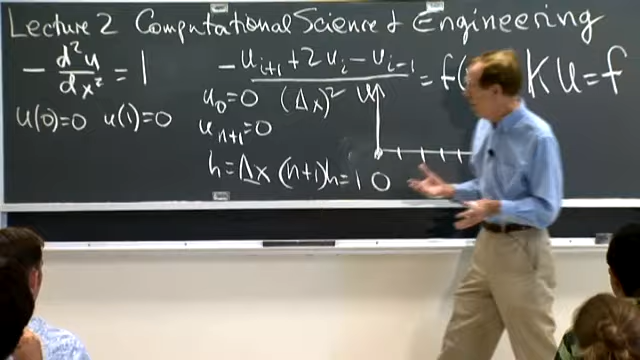 Lecture 2 Computational Science & Engineering
- d²u/dx² = 1
u(0)=0 u(1)=0
(-u_{i+1} + 2u_i - u_{i-1})/(Δx)² = f(
u_0=0
u_{n+1}=0
h=Δx (n+1)h=1
u
0
KU=f